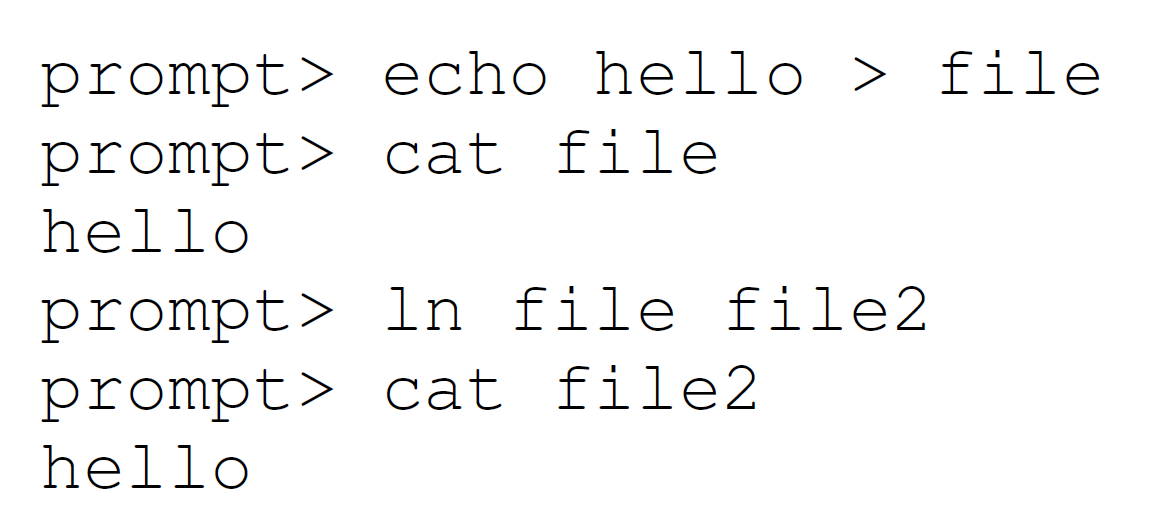 prompt> echo hello > file
prompt> cat file
hello
prompt> ln file file2
prompt> cat file2
hello